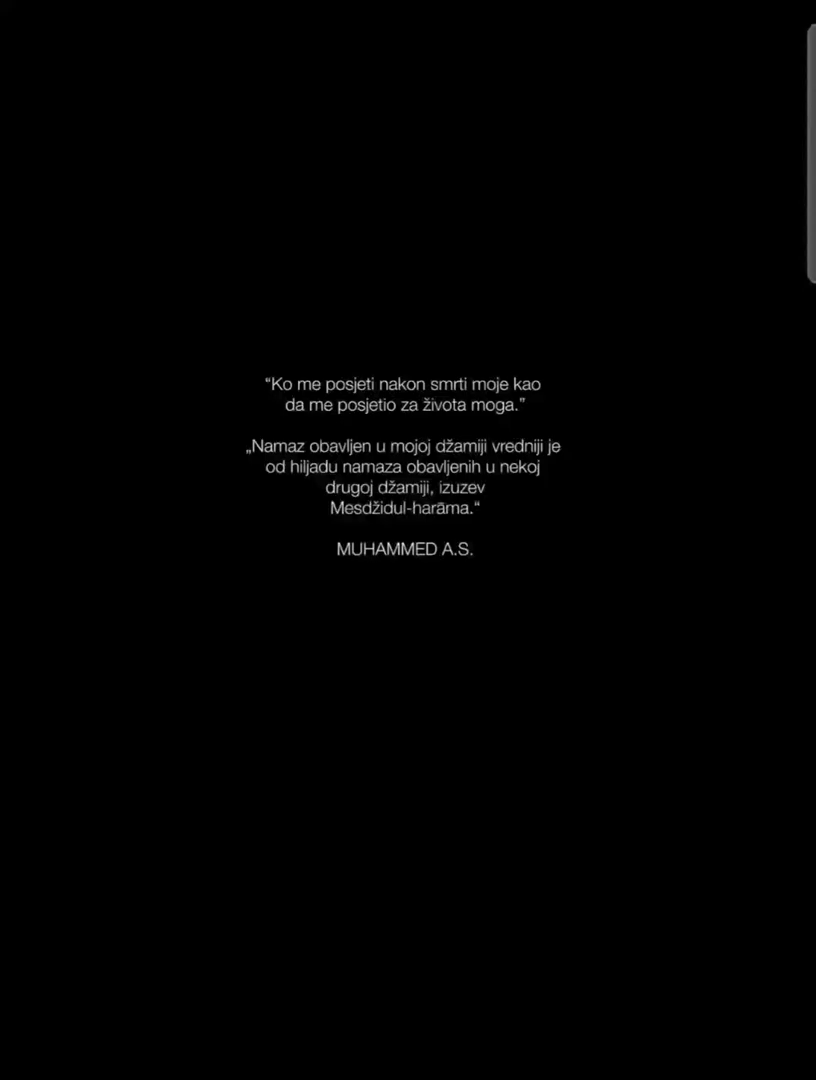 “Ko me posjeti nakon smrti moje kao
da me posjetio za života moga.”
„Namaz obavljen u mojoj džamiji vredniji je
od hiljadu namaza obavljenih u nekoj
drugoj džamiji, izuzev
Mesdžidul-harāma.“
MUHAMMED A.S.